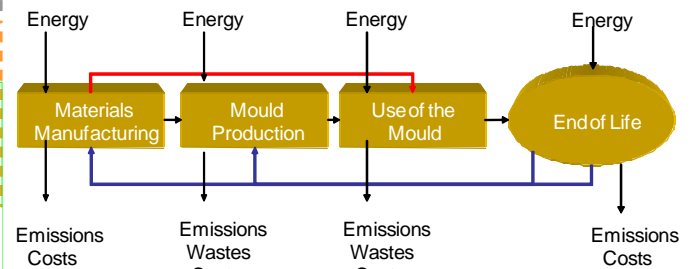 Energy
Energy
Energy
Energy
Materials
Manufacturing
Mould
Production
Use of the
Mould
End of Life
Emissions
Costs
Emissions
Wastes
Emissions
Wastes
Emissions
Costs